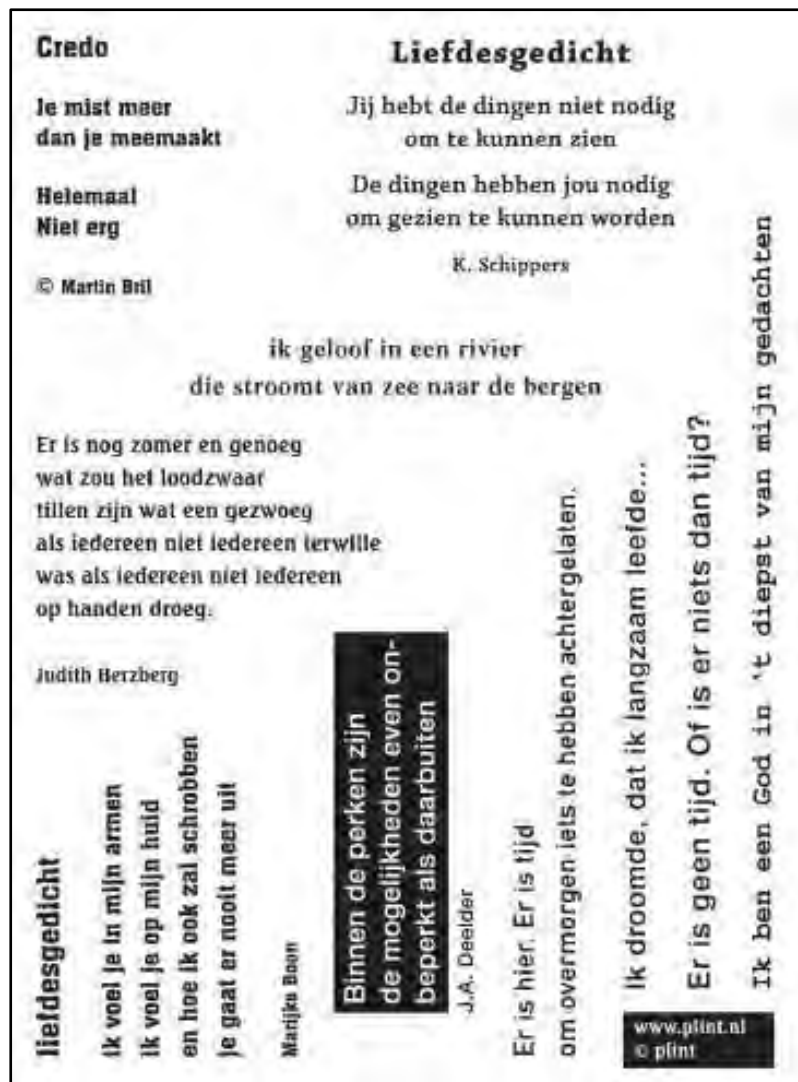 Credo
Je mist meer
dan je meemaakt
Helemaal
Niet erg
© Martin Bril
Liefdesgedicht
Jij hebt de dingen niet nodig
om te kunnen zien
De dingen hebben jou nodig
om gezien te kunnen worden
K. Schippers
ik geloof in een rivier
die stroomt van zee naar de bergen
Er is nog zomer en genoeg
wat zou het loodzwaar
tillen zijn wat een gezwoeg
als iedereen niet iedereen terwille
was als iedereen niet iedereen
op handen droeg.
Judith Herzberg
liefdesgedicht
ik voel je in mijn armen
ik voel je op mijn huid
en hoe ik ook zal schrobben
je gaat er nooit meer uit
Marijke Boon
Binnen de perken zijn
de mogelijkheden even on-
beperkt als daarbuiten
J.A. Deelder
Er is hier. Er is tijd
om overmorgen iets te hebben achtergelaten.
Ik droomde, dat ik langzaam leefde...
Er is geen tijd. Of is er niets dan tijd?
Ik ben een God in 't diepst van mijn gedachten
www.plint.nl
© plint